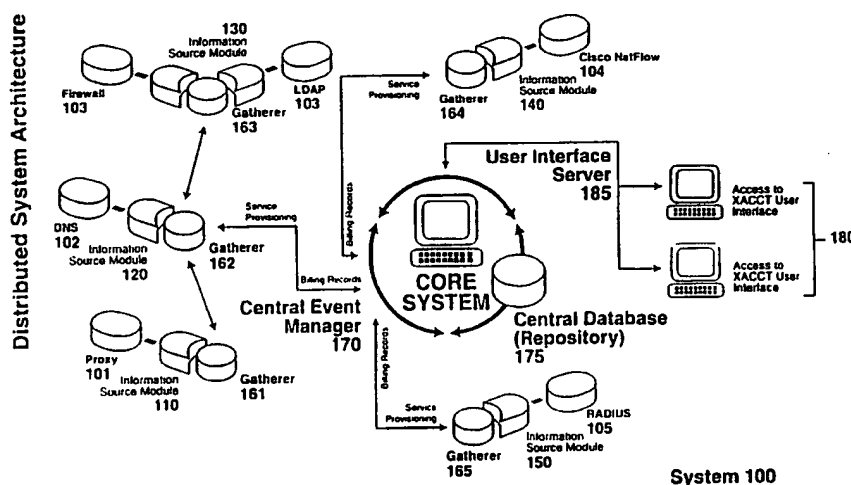 Distributed System Architecture
130
Information
Source Module
Firewall
103
LDAP
103
Gatherer
163
DNS
102
Information
Source Module
120
Gatherer
162
Service
Provisioning
Billing Records
Proxy
101
Information
Source Module
110
Gatherer
161
Service
Provisioning
Billing Records
Gatherer
164
Information
Source Module
140
Cisco NetFlow
104
User Interface
Server
185
Access to
XACCT User
Interface
Access to
XACCT User
Interface
180
CORE
SYSTEM
Central Event
Manager
170
Central Database
(Repository)
175
Billing Records
Service
Provisioning
Gatherer
165
Information
Source Module
150
RADIUS
105
System 100